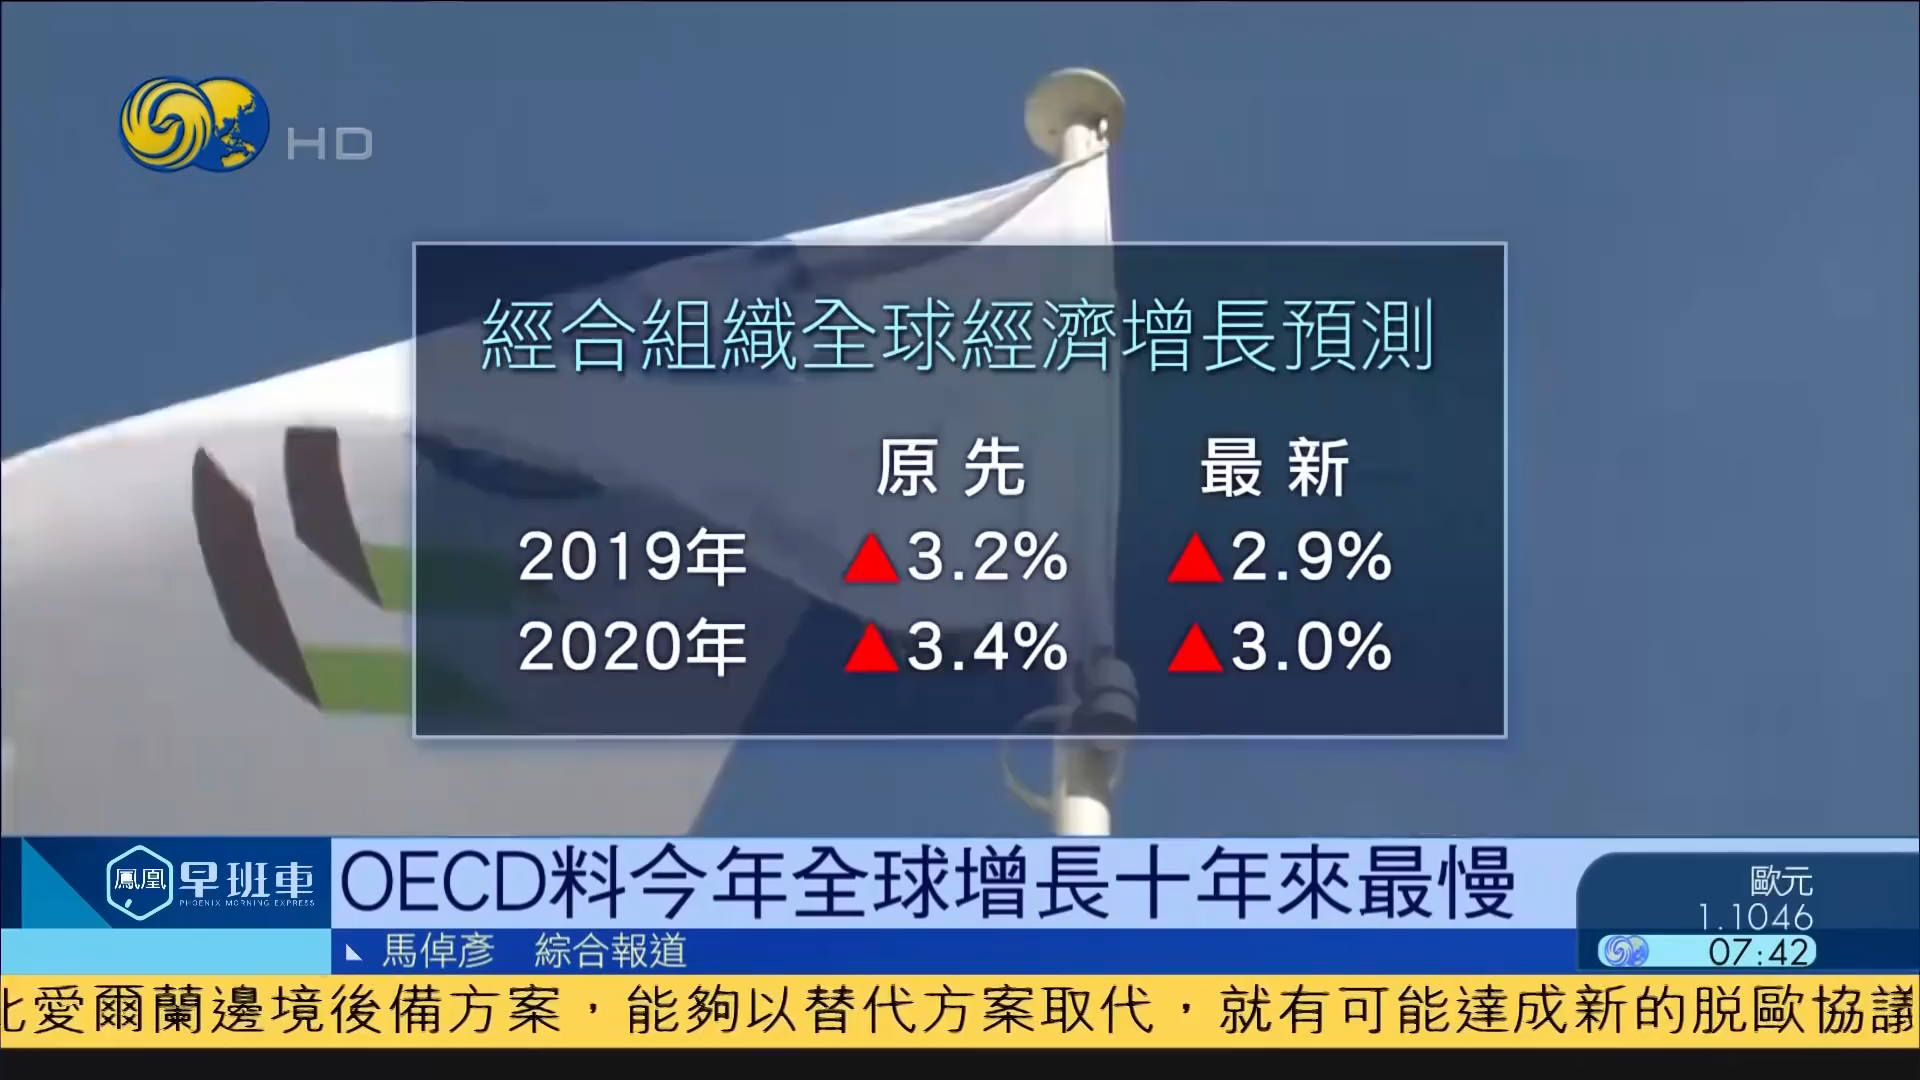 HD
經合組織全球經濟增長預測
原先 最新
2019年 ▲3.2% ▲2.9%
2020年 ▲3.4% ▲3.0%
鳳凰 早班車
PHOENIX MORNING EXPRESS
OECD料今年全球增長十年來最慢
馬倬彥 綜合報道
歐元
1.1046
07:42
北愛爾蘭邊境後備方案，能夠以替代方案取代，就有可能達成新的脫歐協議